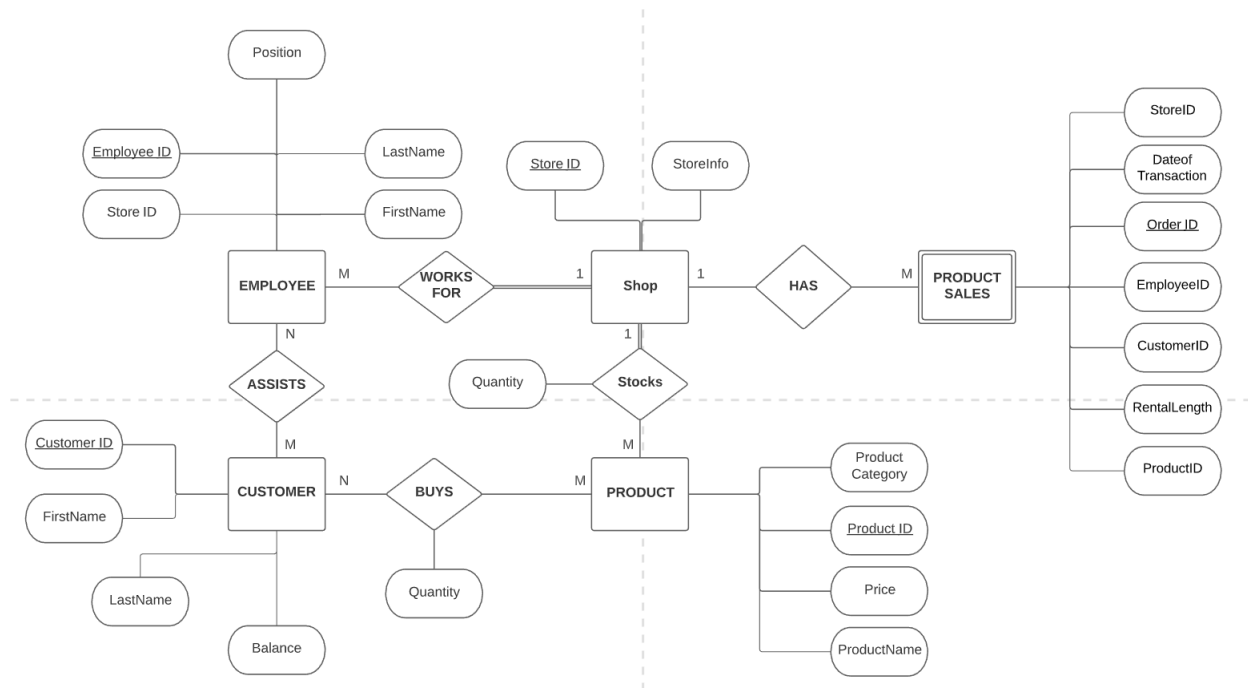 Position
Employee ID
LastName
Store ID
FirstName
Store ID
StoreInfo
StoreID
Dateof
Transaction
Order ID
EmployeeID
CustomerID
RentalLength
ProductID
EMPLOYEE
M
WORKS
FOR
1
Shop
1
HAS
M
PRODUCT
SALES
N
ASSISTS
M
1
Quantity
Stocks
M
Customer ID
FirstName
CUSTOMER
N
BUYS
M
PRODUCT
LastName
Balance
Quantity
Product
Category
Product ID
Price
ProductName